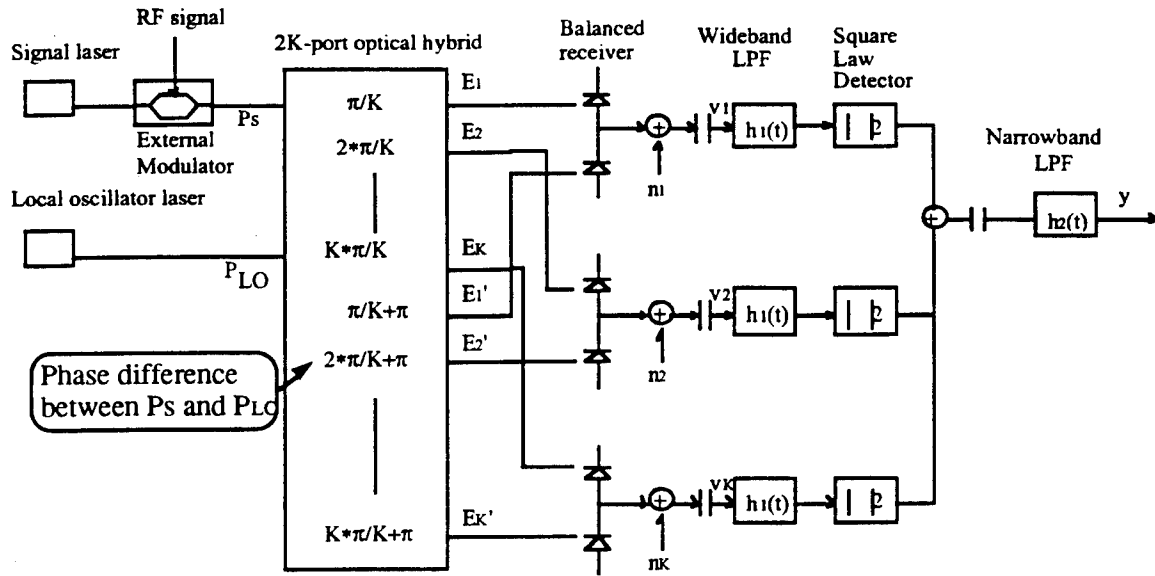 RF signal
Signal laser
2K-port optical hybrid
Balanced
receiver
Wideband
LPF
Square
Law
Detector
Ps
External
Modulator
Local oscillator laser
PLO
π/K
2*π/K
K*π/K
π/K+π
2*π/K+π
K*π/K+π
Phase difference
between Ps and PLO
E1
E2
EK
E1'
E2'
EK'
+
n1
v1
h1(t)
| |2
+
n2
v2
h1(t)
| |2
+
nK
vK
h1(t)
| |2
+
Narrowband
LPF
h2(t)
y